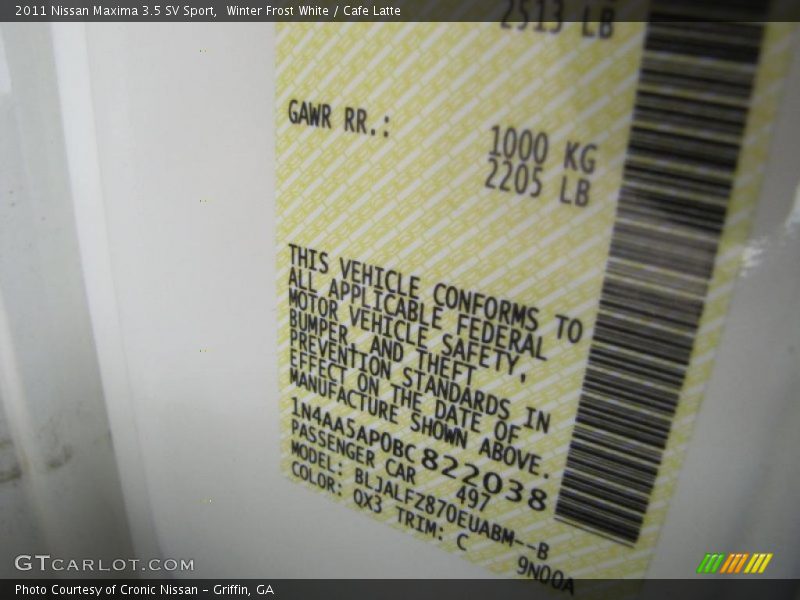 2011 Nissan Maxima 3.5 SV Sport,  Winter Frost White / Cafe Latte
2513 LB
GAWR RR.:
1000 KG
2205 LB
THIS VEHICLE CONFORMS TO
ALL APPLICABLE FEDERAL
MOTOR VEHICLE SAFETY,
BUMPER, AND THEFT
PREVENTION STANDARDS IN
EFFECT ON THE DATE OF
MANUFACTURE SHOWN ABOVE.
1N4AA5AP0BC822038
PASSENGER CAR 497
MODEL: BLJALFZ870EUABM--B
COLOR: QX3 TRIM: C 9N00A
GTCARLOT.COM
Photo Courtesy of Cronic Nissan - Griffin, GA